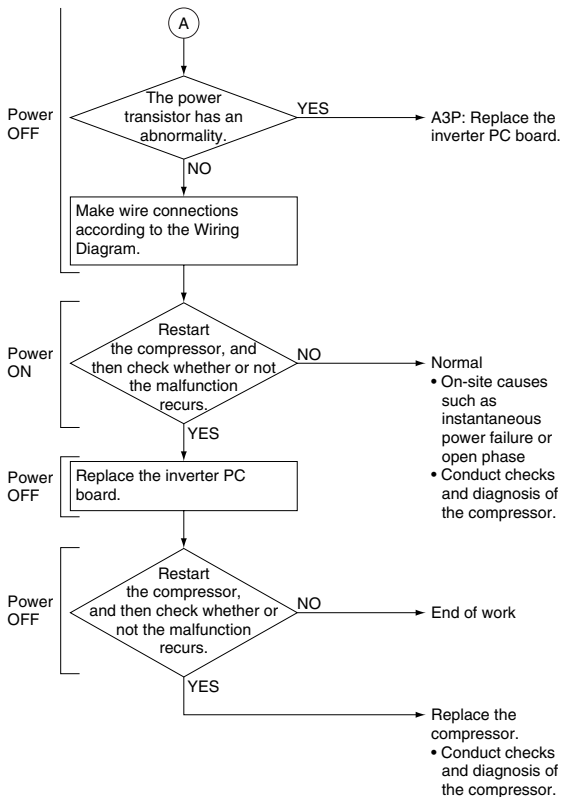 A
Power
OFF
The power
transistor has an
abnormality.
YES
A3P: Replace the
inverter PC board.
NO
Make wire connections
according to the Wiring
Diagram.
Power
ON
Restart
the compressor, and
then check whether or not
the malfunction
recurs.
NO
Normal
• On-site causes
such as
instantaneous
power failure or
open phase
• Conduct checks
and diagnosis of
the compressor.
YES
Power
OFF
Replace the inverter PC
board.
Power
OFF
Restart
the compressor,
and then check whether or
not the malfunction
recurs.
NO
End of work
YES
Replace the
compressor.
• Conduct checks
and diagnosis of
the compressor.